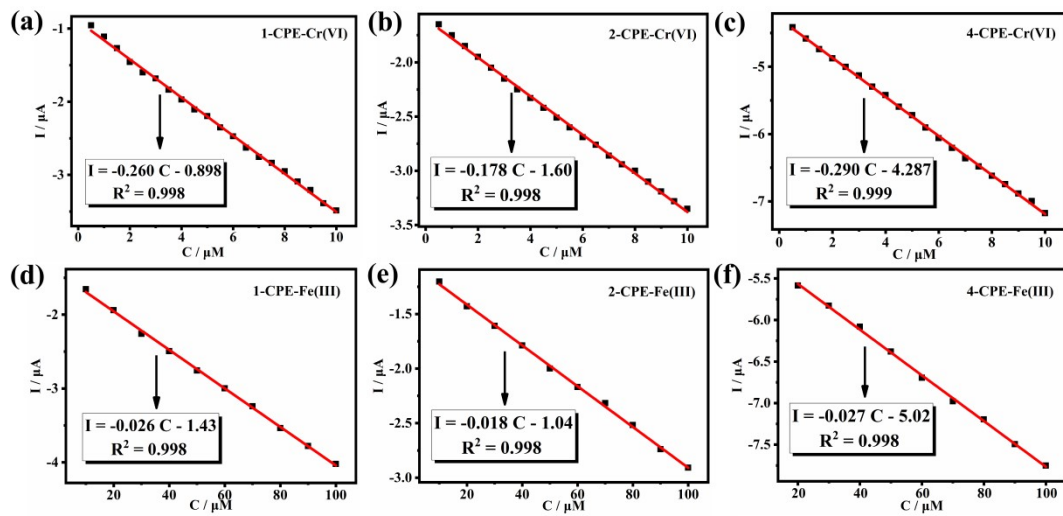 (a)
1-CPE-Cr(VI)
-1
-2
-3
I / μA
I = -0.260 C - 0.898
R² = 0.998
0 2 4 6 8 10
C / μM
(b)
2-CPE-Cr(VI)
-2.0
-2.5
-3.0
-3.5
I / μA
I = -0.178 C - 1.60
R² = 0.998
0 2 4 6 8 10
C / μM
(c)
4-CPE-Cr(VI)
-5
-6
-7
I / μA
I = -0.290 C - 4.287
R² = 0.999
0 2 4 6 8 10
C / μM
(d)
1-CPE-Fe(III)
-2
-3
-4
I / μA
I = -0.026 C - 1.43
R² = 0.998
20 40 60 80 100
C / μM
(e)
2-CPE-Fe(III)
-1.5
-2.0
-2.5
-3.0
I / μA
I = -0.018 C - 1.04
R² = 0.998
20 40 60 80 100
C / μM
(f)
4-CPE-Fe(III)
-5.5
-6.0
-6.5
-7.0
-7.5
I / μA
I = -0.027 C - 5.02
R² = 0.998
20 40 60 80 100
C / μM